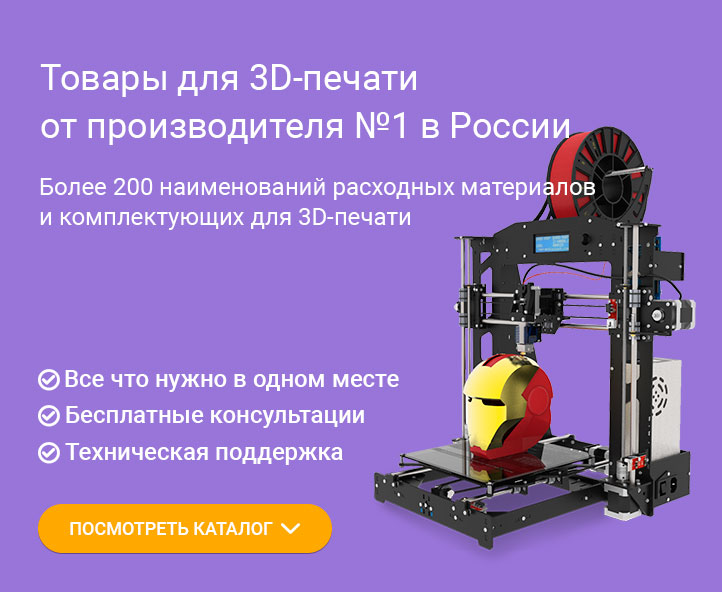 Товары для 3D-печати
от производителя №1 в России
Более 200 наименований расходных материалов
и комплектующих для 3D-печати
Все что нужно в одном месте
Бесплатные консультации
Техническая поддержка
ПОСМОТРЕТЬ КАТАЛОГ